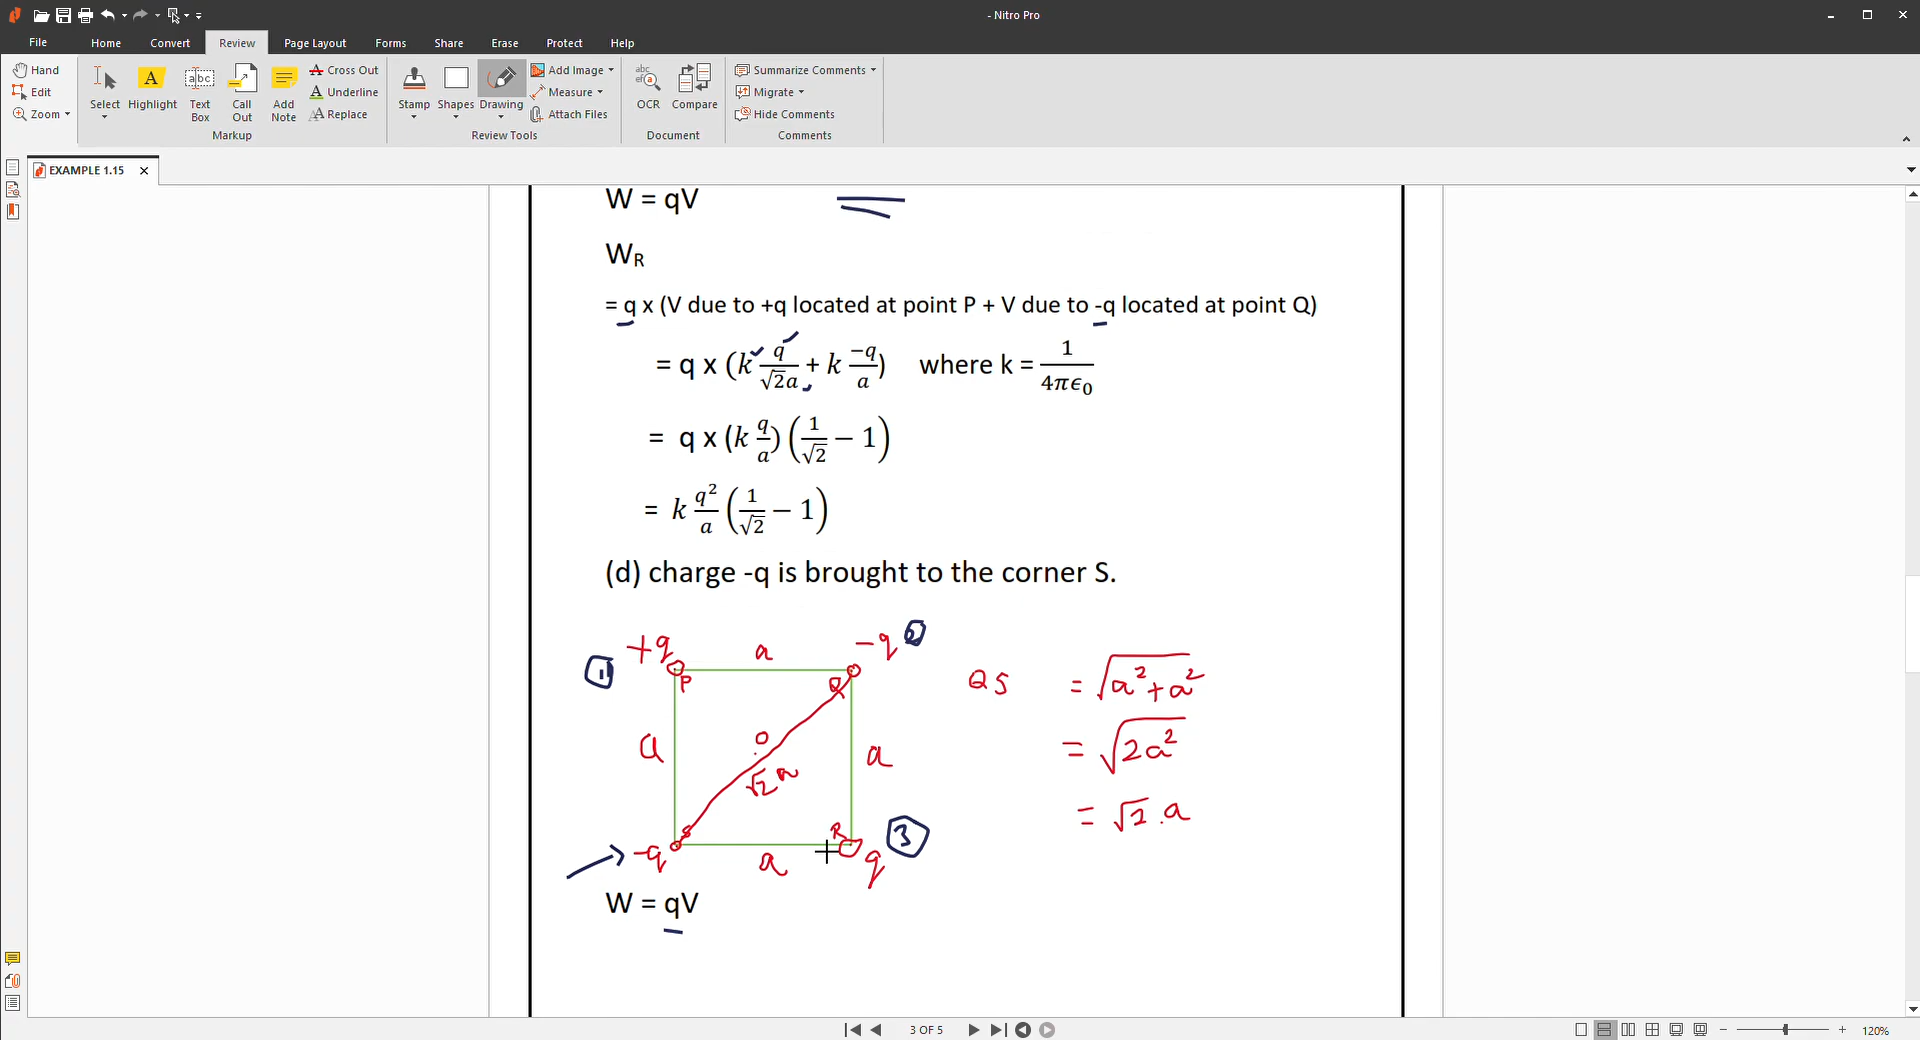 - Nitro Pro
File Home Convert Review Page Layout Forms Share Erase Protect Help
Hand
Edit
Zoom
Select
Highlight
Text Box
Call Out
Add Note
Cross Out
Underline
Replace
Markup
Stamp
Shapes
Drawing
Add Image
Measure
Attach Files
Review Tools
OCR
Compare
Document
Summarize Comments
Migrate
Hide Comments
Comments
EXAMPLE 1.15
W = qV
W_R
= q x (V due to +q located at point P + V due to -q located at point Q)
= q x (k q/√2a + k −q/a) where k = 1/4πϵ₀
= q x (k q/a) (1/√2 − 1)
= k q²/a (1/√2 − 1)
(d) charge -q is brought to the corner S.
1 +q a −q 2
P Q
QS = √a²+a²
a O a
= √2a²
√2 a
= √2.a
S R 3
-q a q
W = qV
3 OF 5
120%